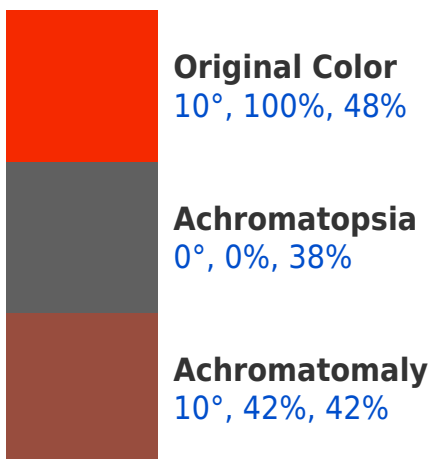 Original Color
10°, 100%, 48%
Achromatopsia
0°, 0%, 38%
Achromatomaly
10°, 42%, 42%